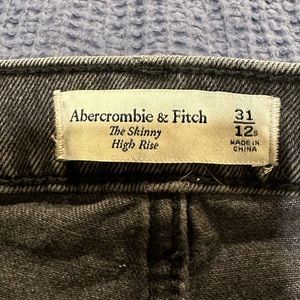 Abercrombie & Fitch
The Skinny
High Rise
31
12s
MADE IN
CHINA